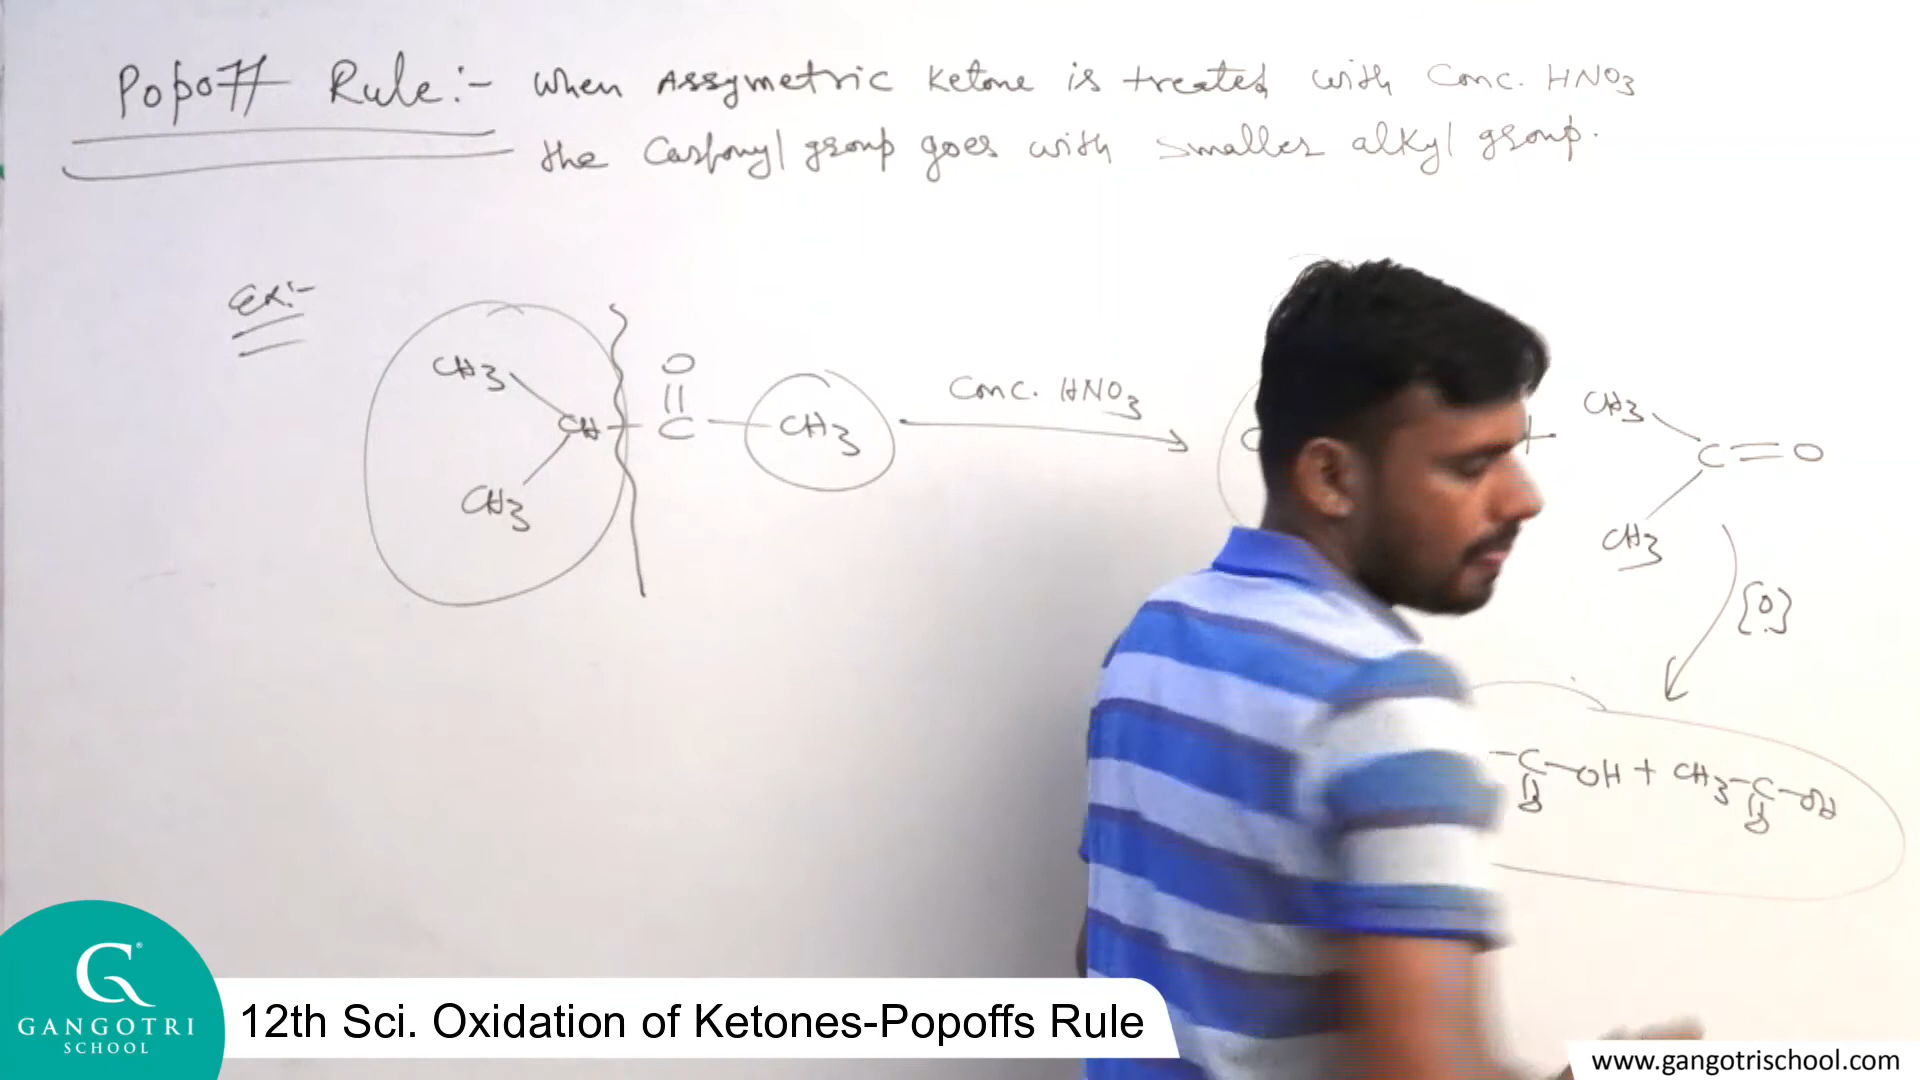 Popoff Rule:- When Assymetric Ketone is treated with Conc. HNO3
the Carbonyl group goes with smaller alkyl group.
Ex:-
O
CH3
CH - C - CH3
CH3
Conc. HNO3
+
CH3
C=O
CH3
[O]
-C-OH + CH3-C-OH
O O
G®
GANGOTRI
SCHOOL
12th Sci. Oxidation of Ketones-Popoffs Rule
www.gangotrischool.com